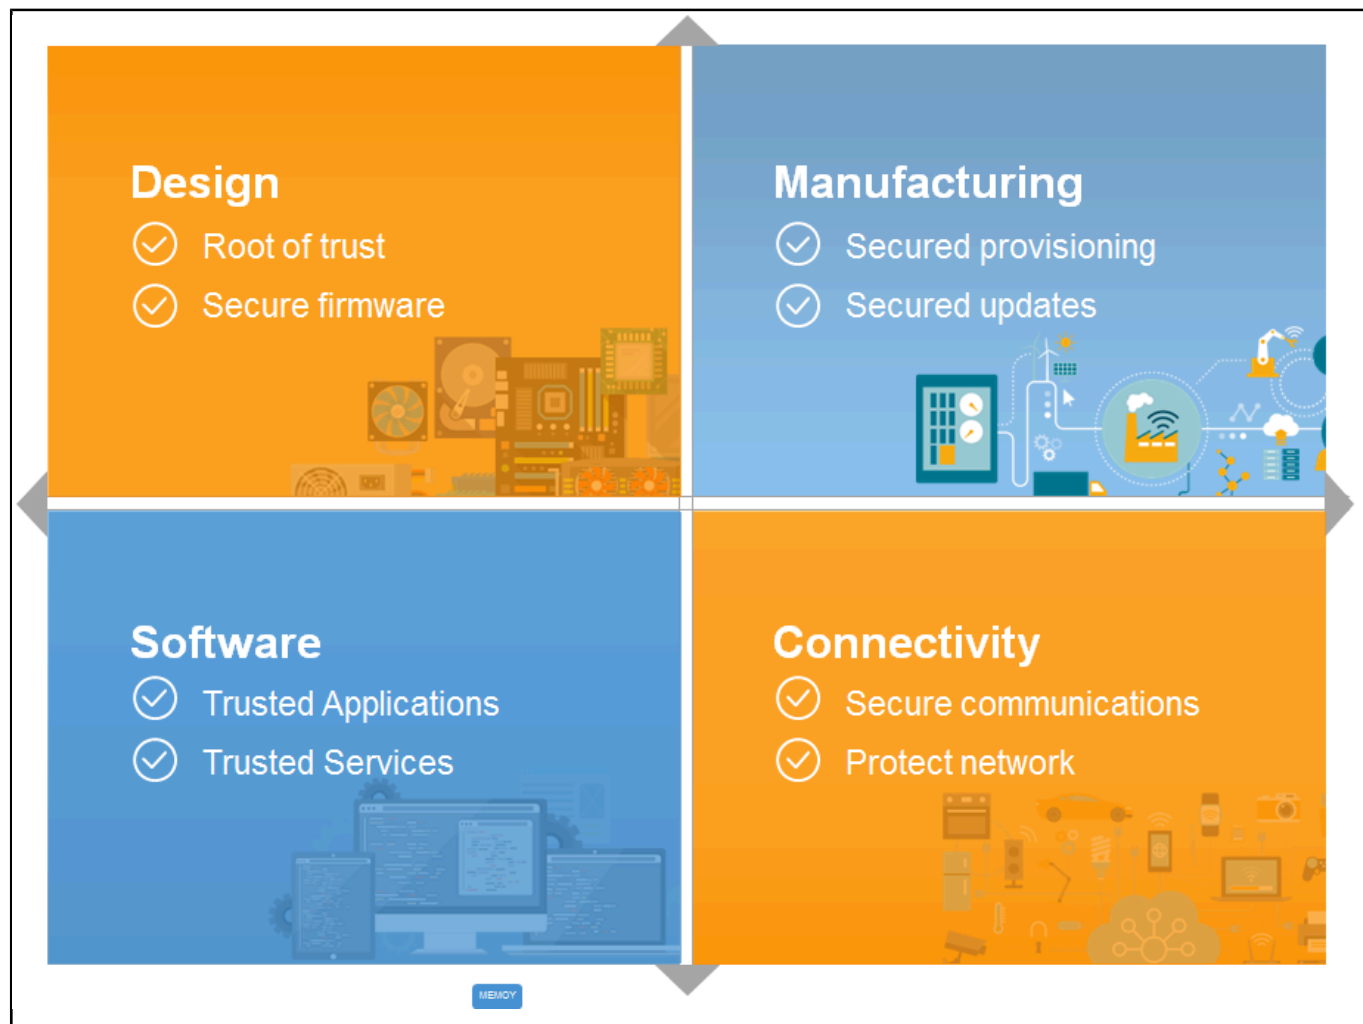 Design
Root of trust
Secure firmware
Manufacturing
Secured provisioning
Secured updates
Software
Trusted Applications
Trusted Services
Connectivity
Secure communications
Protect network
MEMOY